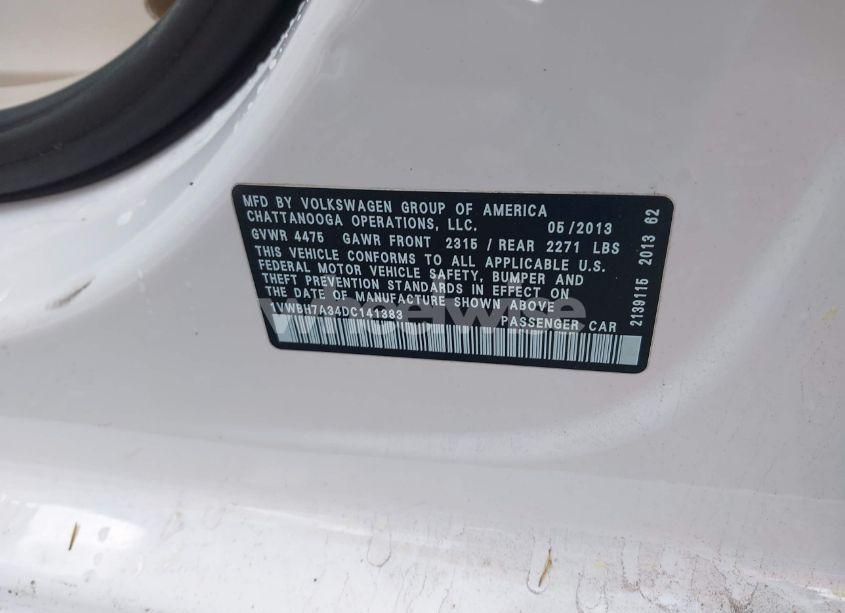 MFD BY VOLKSWAGEN GROUP OF AMERICA
CHATTANOOGA OPERATIONS, LLC. 05/2013
GVWR 4475 GAWR FRONT 2315 / REAR 2271 LBS
THIS VEHICLE CONFORMS TO ALL APPLICABLE U.S.
FEDERAL MOTOR VEHICLE SAFETY, BUMPER AND
THEFT PREVENTION STANDARDS IN EFFECT ON
THE DATE OF MANUFACTURE SHOWN ABOVE
1VWBH7A34DC141383 PASSENGER CAR
2139115 2013 62
wheelwise